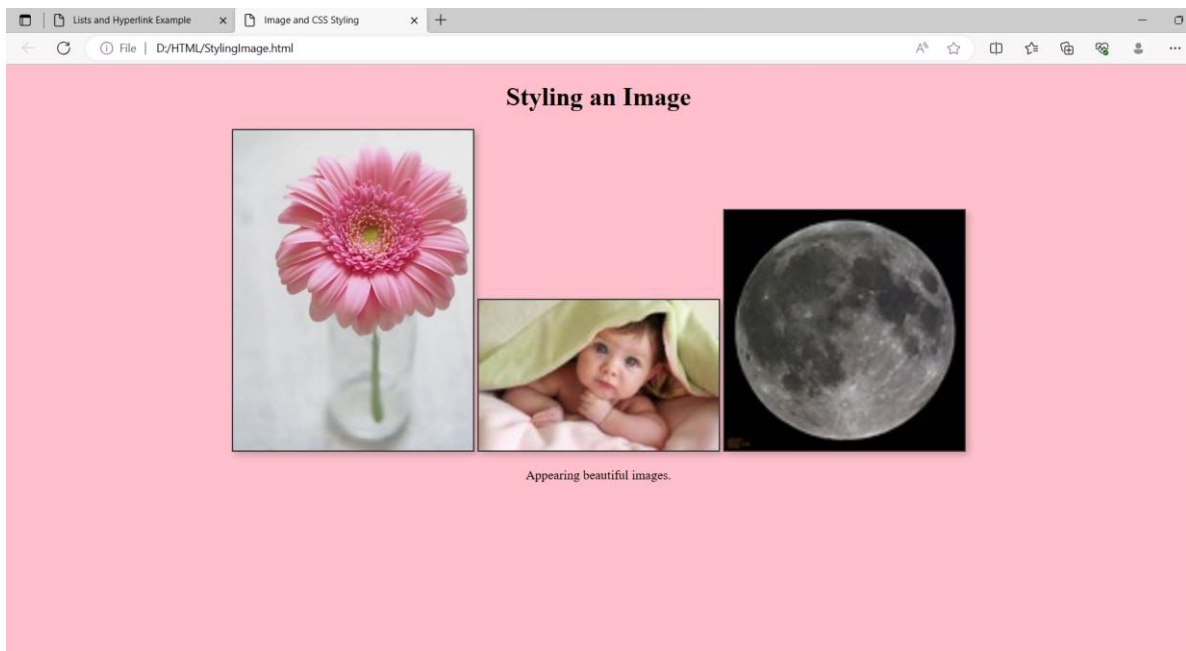 Lists and Hyperlink Example
Image and CSS Styling
File | D:/HTML/StylingImage.html
Styling an Image
Appearing beautiful images.